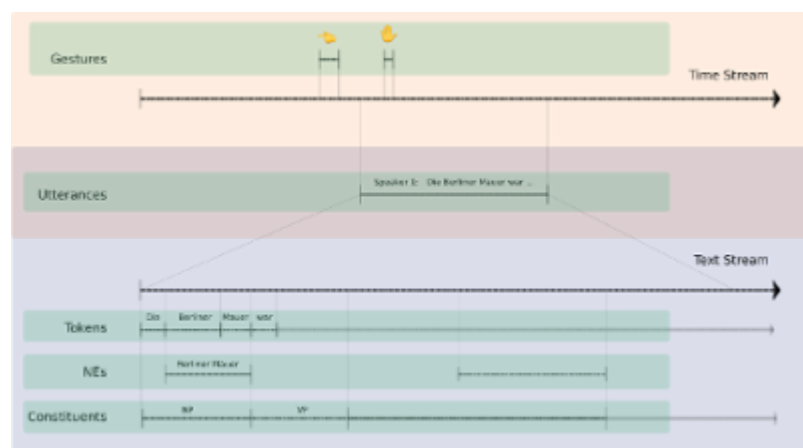 Gestures
Time Stream
Speaker 1: Die Berliner Mauer war ...
Utterances
Text Stream
Die Berliner Mauer war
Tokens
Berliner Mauer
NEs
NP VP
Constituents